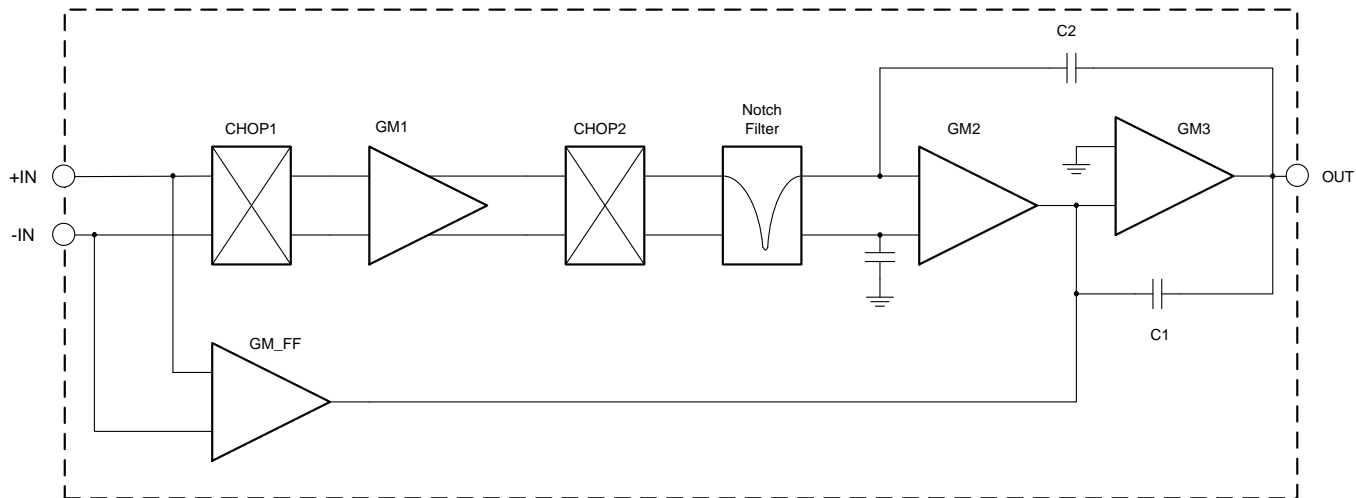 C2
Notch
Filter
CHOP1
GM1
CHOP2
GM2
GM3
+IN
OUT
-IN
C1
GM_FF